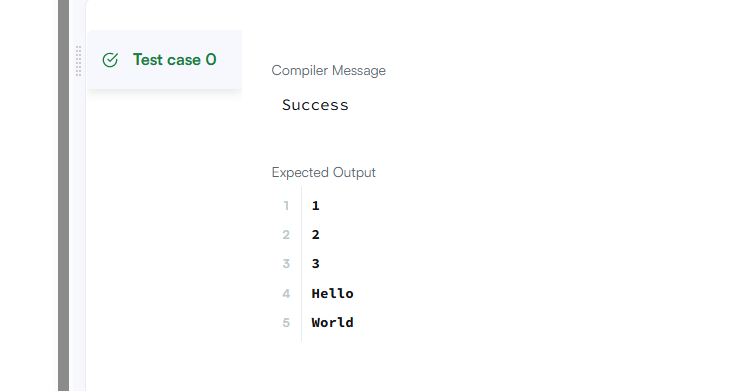 Test case 0
Compiler Message
Success
Expected Output
1 1
2 2
3 3
4 Hello
5 World